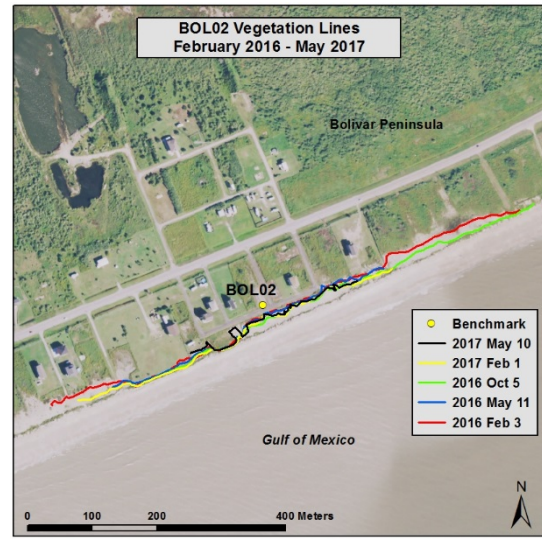 BOL02 Vegetation Lines
February 2016 - May 2017
Bolivar Peninsula
BOL02
Benchmark
2017 May 10
2017 Feb 1
2016 Oct 5
2016 May 11
2016 Feb 3
Gulf of Mexico
N
0 100 200 400 Meters